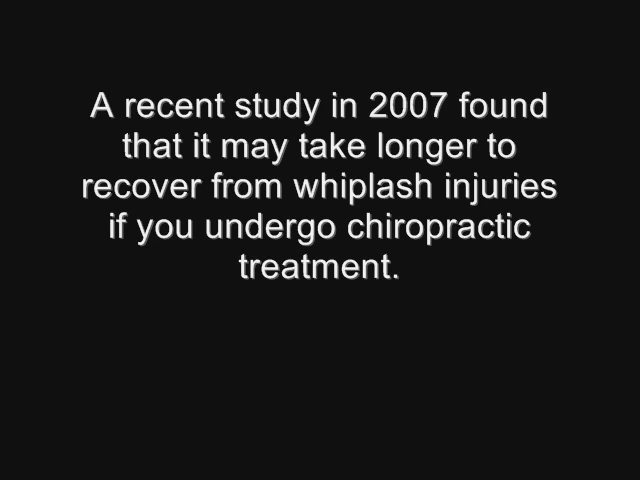 A recent study in 2007 found
that it may take longer to
recover from whiplash injuries
if you undergo chiropractic
treatment.